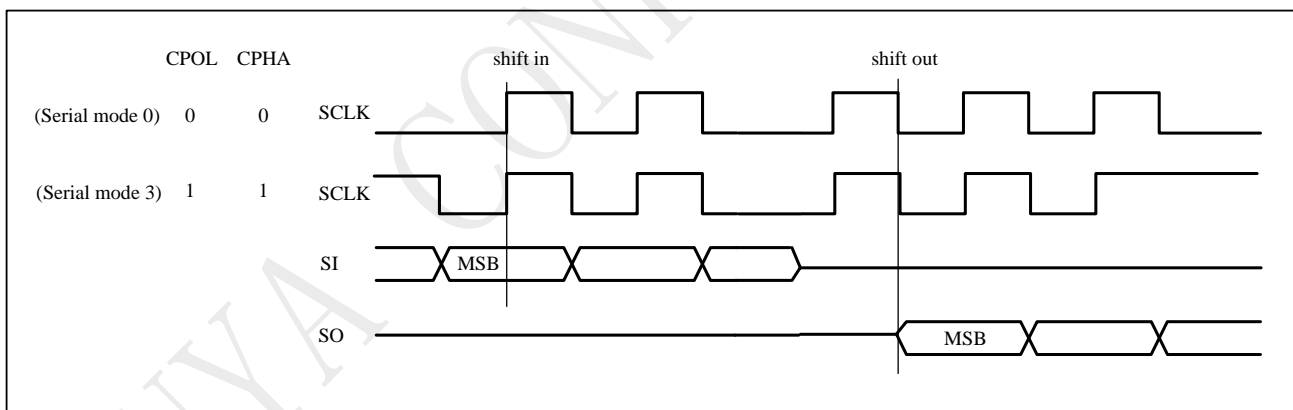 CPOL CPHA shift in shift out
(Serial mode 0) 0 0 SCLK
(Serial mode 3) 1 1 SCLK
SI MSB
SO MSB